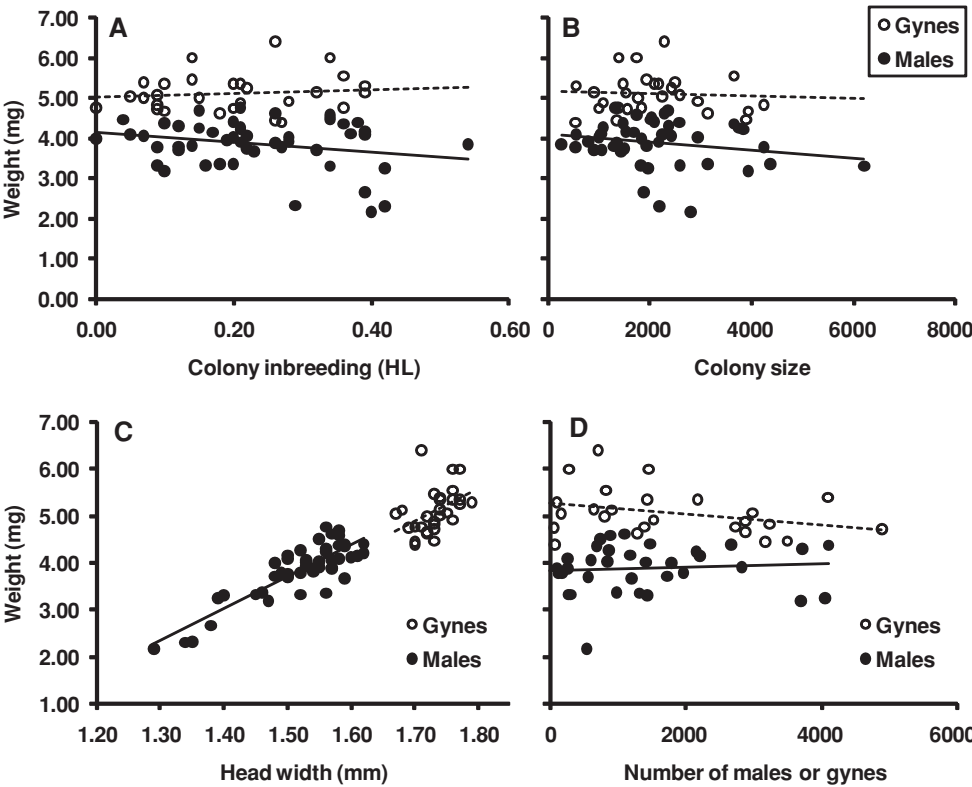 7.00
6.00
5.00
4.00
3.00
2.00
1.00
0.00
Weight (mg)
A
0.00 0.20 0.40 0.60
Colony inbreeding (HL)
B
Gynes
Males
0 2000 4000 6000 8000
Colony size
7.00
6.00
5.00
4.00
3.00
2.00
1.00
Weight (mg)
C
Gynes
Males
1.20 1.30 1.40 1.50 1.60 1.70 1.80
Head width (mm)
D
Gynes
Males
0 2000 4000 6000
Number of males or gynes